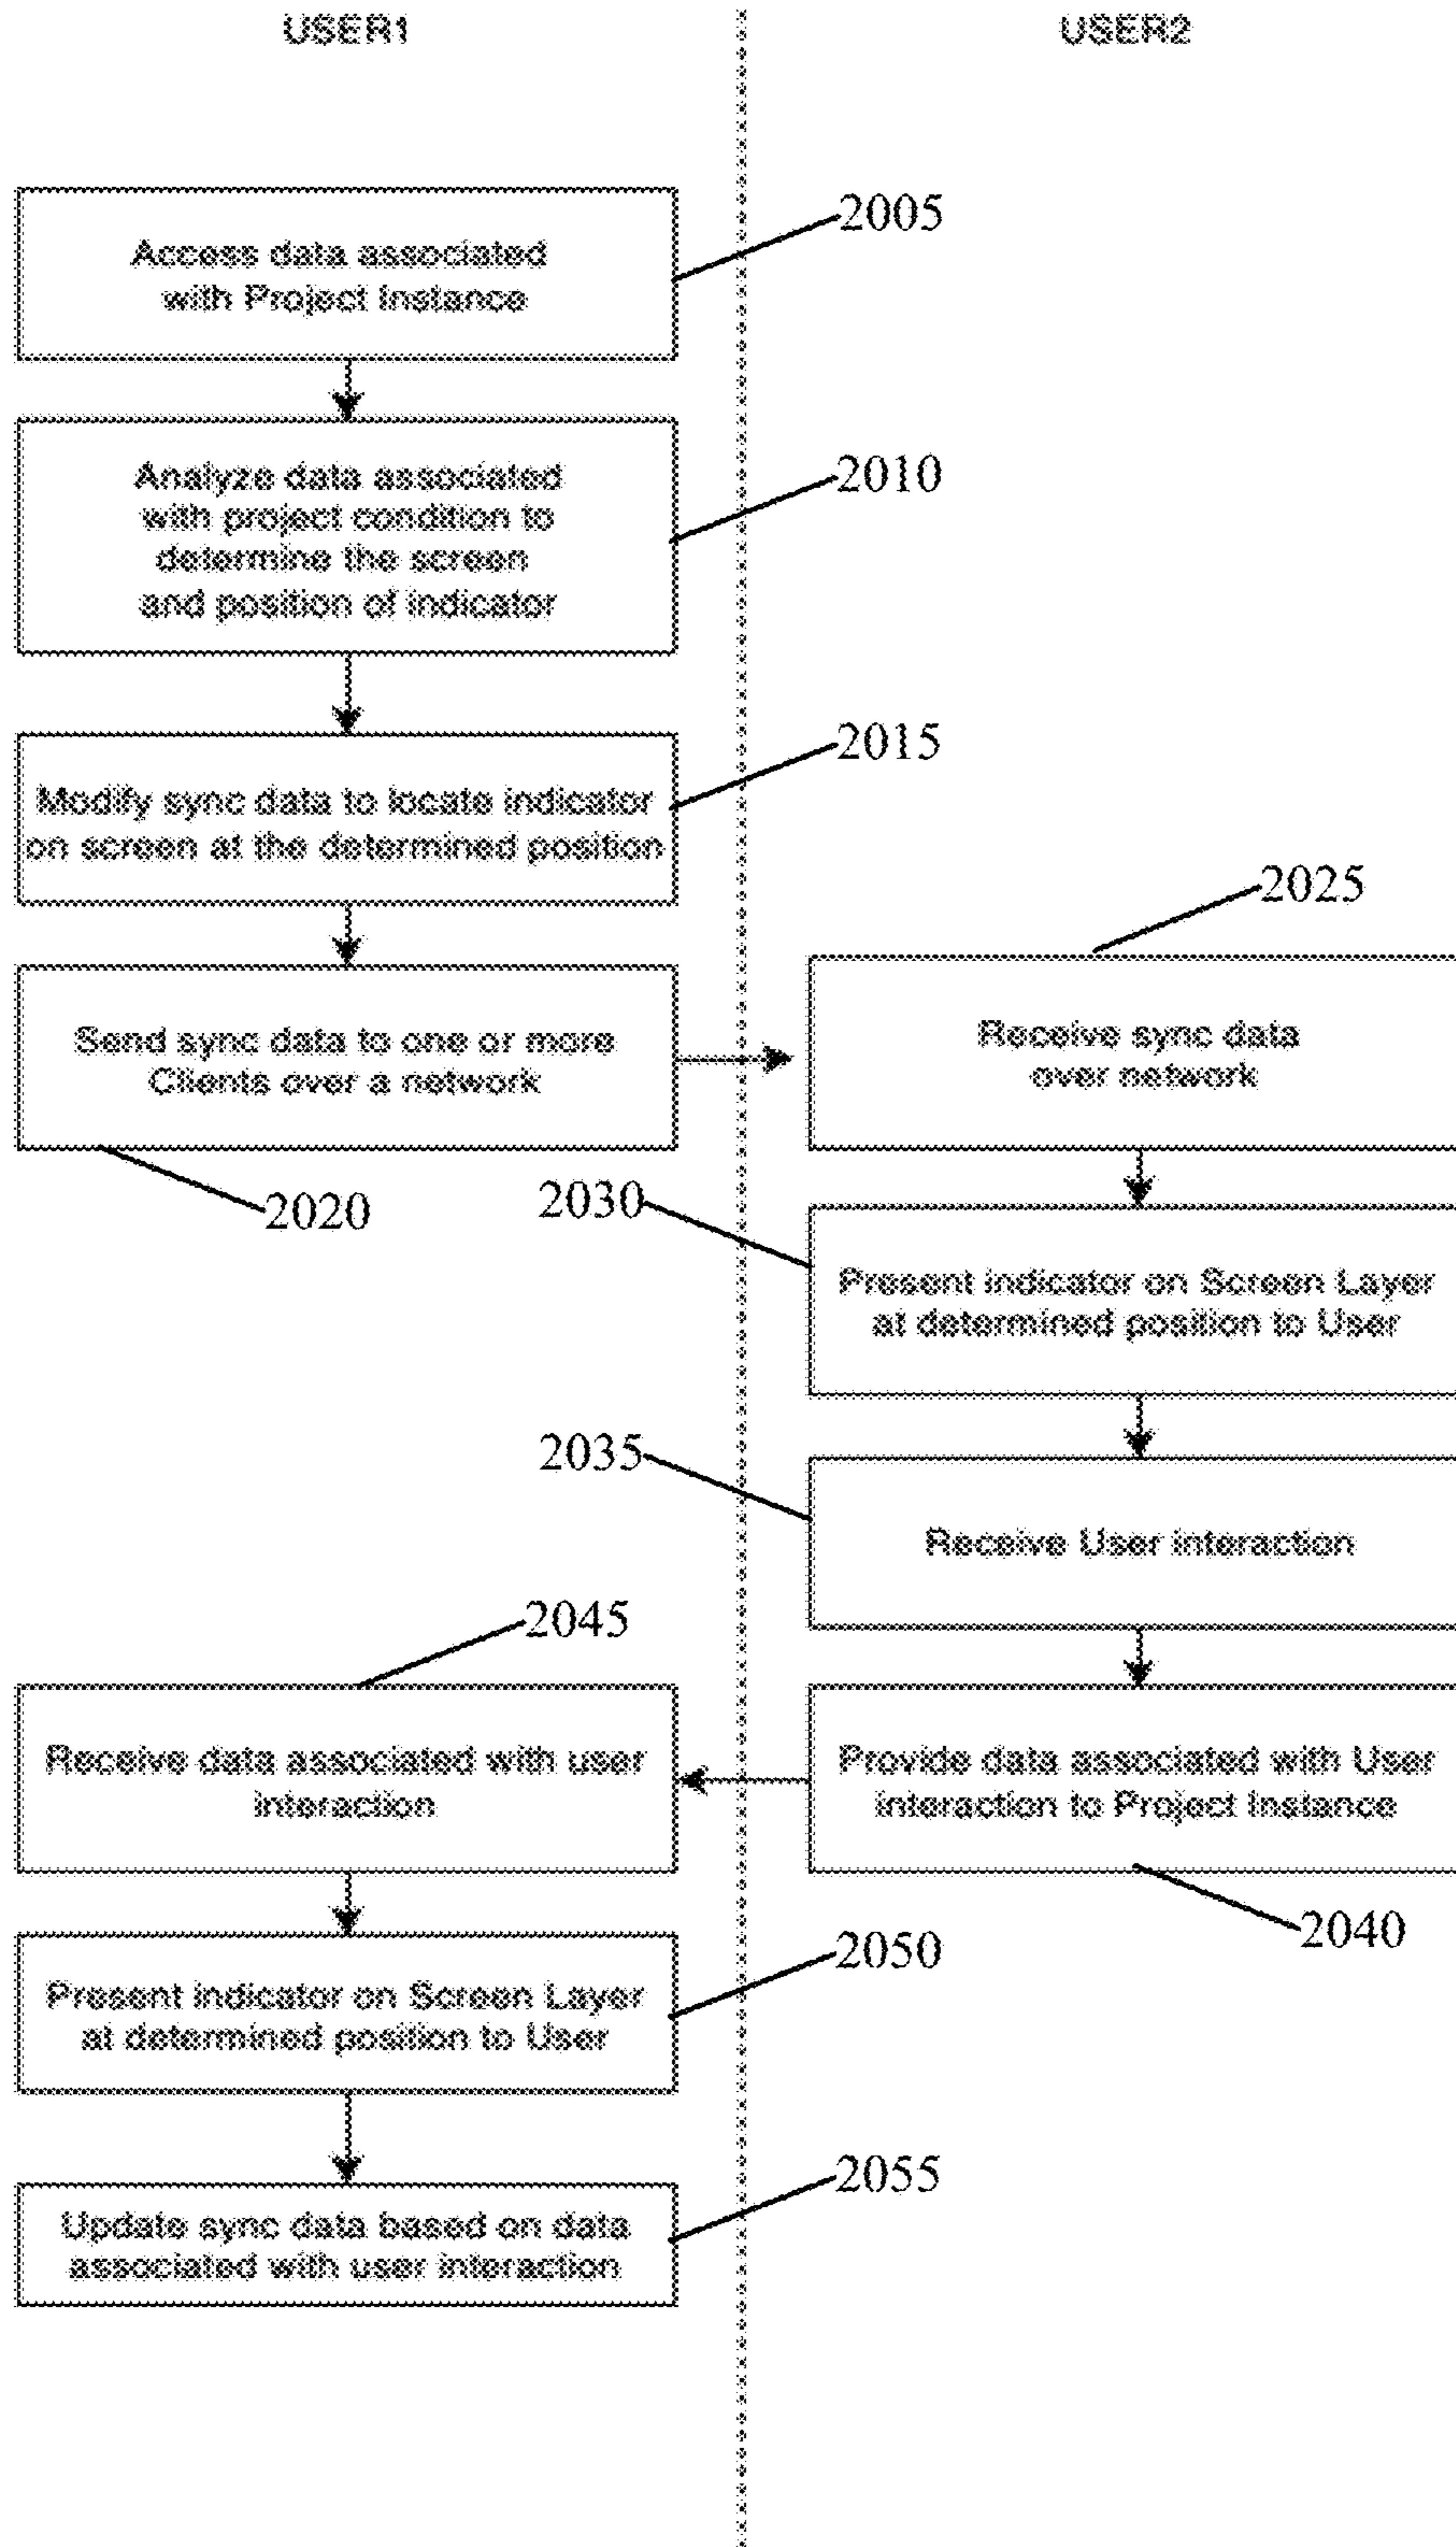 USER1
USER2
Access data associated
with Project Instance
2005
Analyze data associated
with project condition to
determine the screen
and position of indicator
2010
Modify sync data to locate indicator
on screen at the determined position
2015
Send sync data to one or more
Clients over a network
2020
2025
Receive sync data
over network
2030
Present indicator on Screen Layer
at determined position to User
2035
Receive User interaction
Provide data associated with User
interaction to Project Instance
2040
2045
Receive data associated with user
interaction
2050
Present indicator on Screen Layer
at determined position to User
2055
Update sync data based on data
associated with user interaction